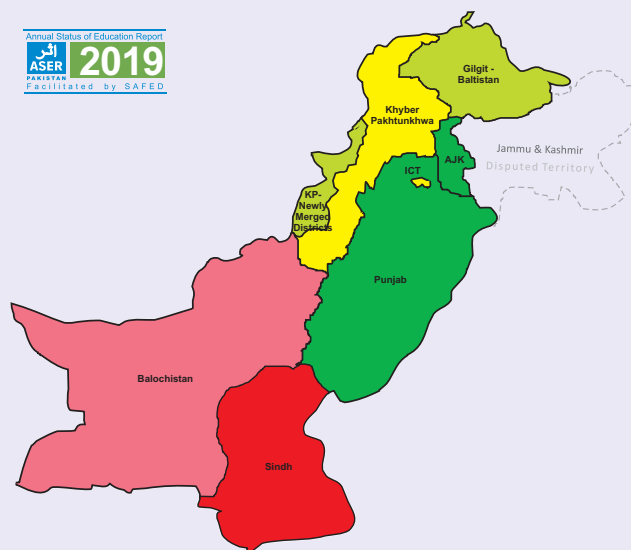 Annual Status of Education Report
اثر
ASER
PAKISTAN
2019
Facilitated by SAFED
Gilgit -
Baltistan
Khyber
Pakhtunkhwa
Jammu & Kashmir
Disputed Territory
AJK
ICT
KP-
Newly
Merged
Districts
Punjab
Balochistan
Sindh